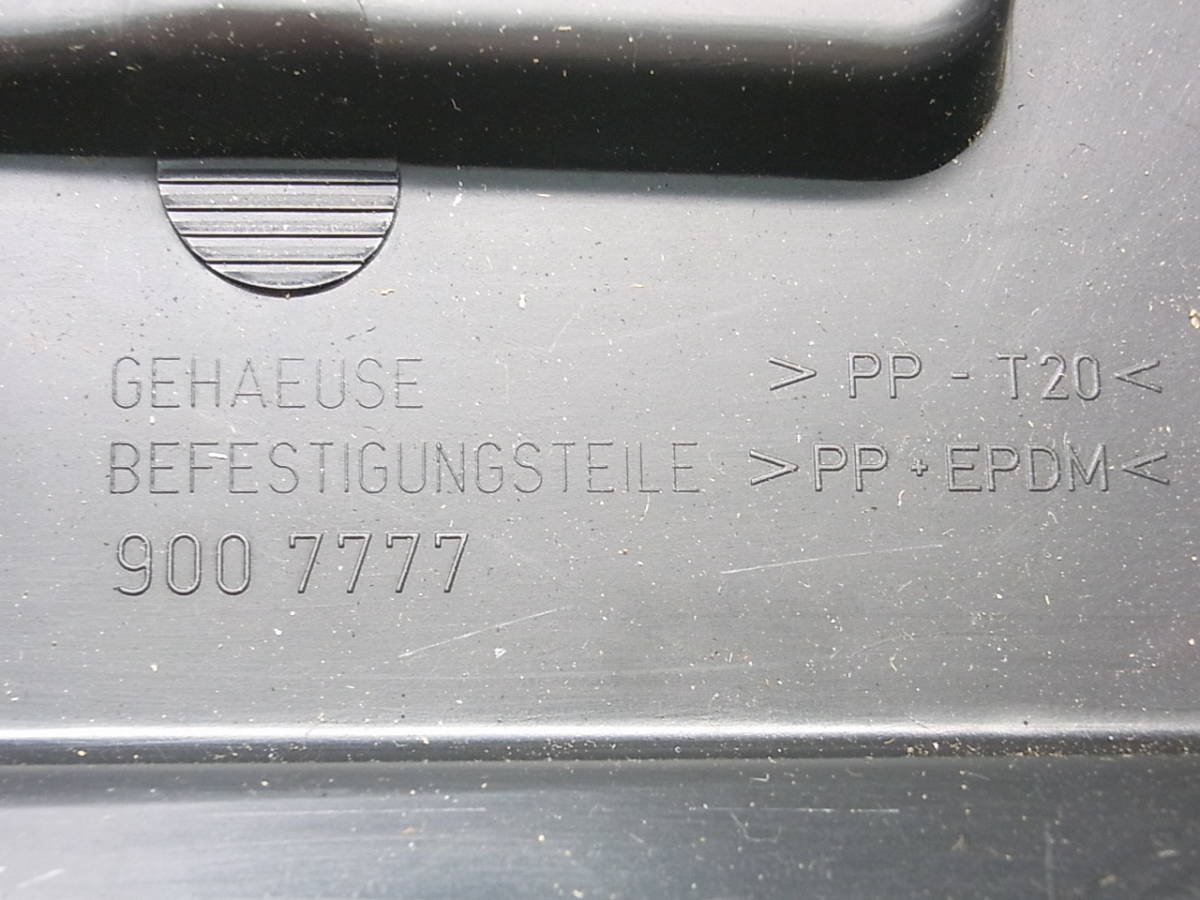 GEHAEUSE > PP - T20 <
BEFESTIGUNGSTEILE > PP + EPDM <
900 7777